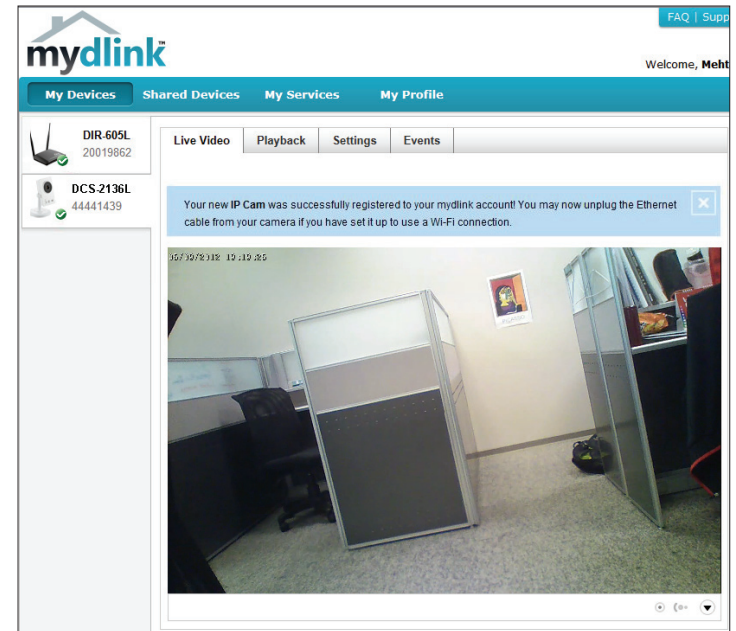 FAQ | Supp
mydlink™
Welcome, Meht
My Devices
Shared Devices
My Services
My Profile
DIR-605L
20019862
DCS-2136L
44441439
Live Video
Playback
Settings
Events
Your new IP Cam was successfully registered to your mydlink account! You may now unplug the Ethernet
cable from your camera if you have set it up to use a Wi-Fi connection.